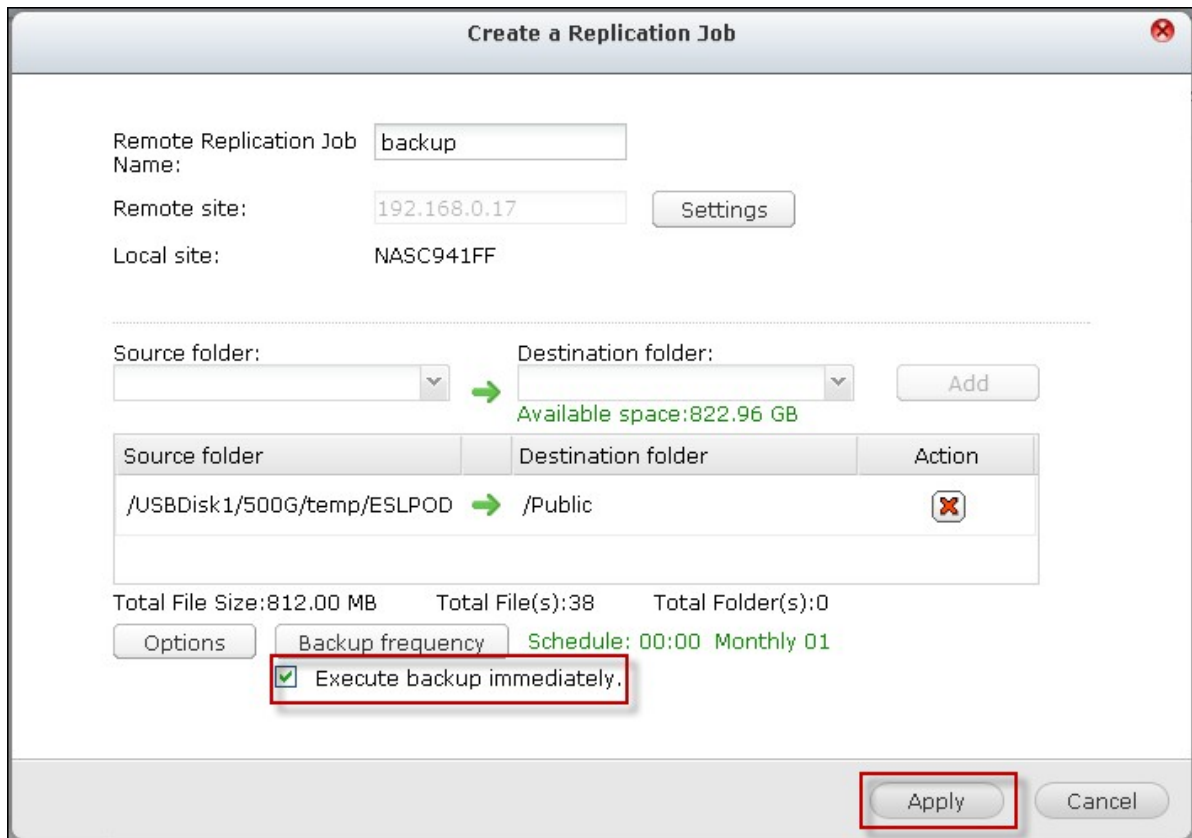 Create a Replication Job
Remote Replication Job Name:
backup
Remote site:
192.168.0.17
Settings
Local site:
NASC941FF
Source folder:
Destination folder:
Add
Available space:822.96 GB
Source folder
Destination folder
Action
/USBDisk1/500G/temp/ESLPOD
/Public
Total File Size:812.00 MB
Total File(s):38
Total Folder(s):0
Options
Backup frequency
Schedule: 00:00 Monthly 01
Execute backup immediately.
Apply
Cancel